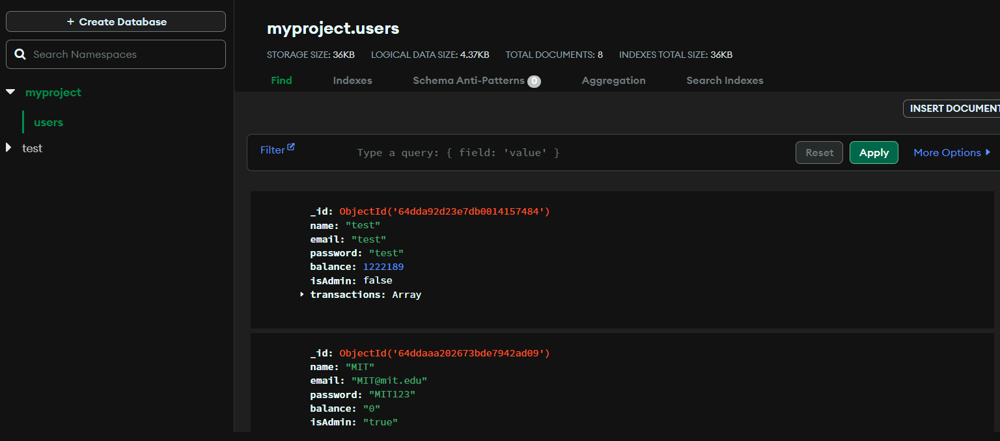 + Create Database
Search Namespaces
myproject
users
test
myproject.users
STORAGE SIZE: 36KB LOGICAL DATA SIZE: 4.37KB TOTAL DOCUMENTS: 8 INDEXES TOTAL SIZE: 36KB
Find Indexes Schema Anti-Patterns 0 Aggregation Search Indexes
INSERT DOCUMENT
Filter Type a query: { field: 'value' } Reset Apply More Options
_id: ObjectId('64dda92d23e7db0014157484')
name: "test"
email: "test"
password: "test"
balance: 1222189
isAdmin: false
transactions: Array
_id: ObjectId('64ddaaa202673bde7942ad09')
name: "MIT"
email: "MIT@mit.edu"
password: "MIT123"
balance: "0"
isAdmin: "true"